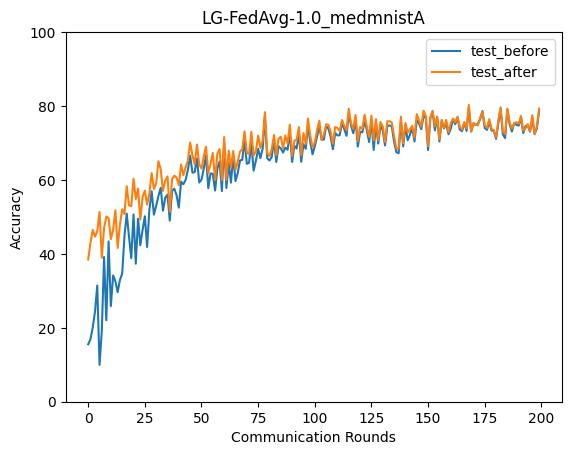 LG-FedAvg-1.0_medmnistA
test_before
test_after
Accuracy
100
80
60
40
20
0
0 25 50 75 100 125 150 175 200
Communication Rounds